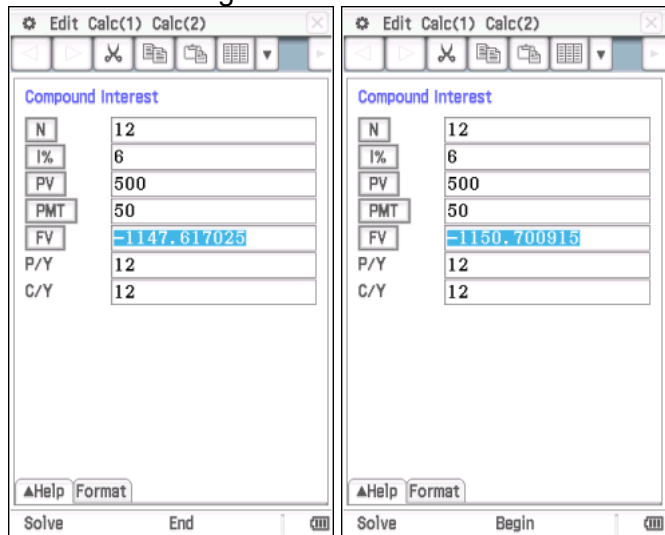 Edit Calc(1) Calc(2)
Compound Interest
N 12
I% 6
PV 500
PMT 50
FV -1147.617025
P/Y 12
C/Y 12
▲Help Format
Solve End
Edit Calc(1) Calc(2)
Compound Interest
N 12
I% 6
PV 500
PMT 50
FV -1150.700915
P/Y 12
C/Y 12
▲Help Format
Solve Begin